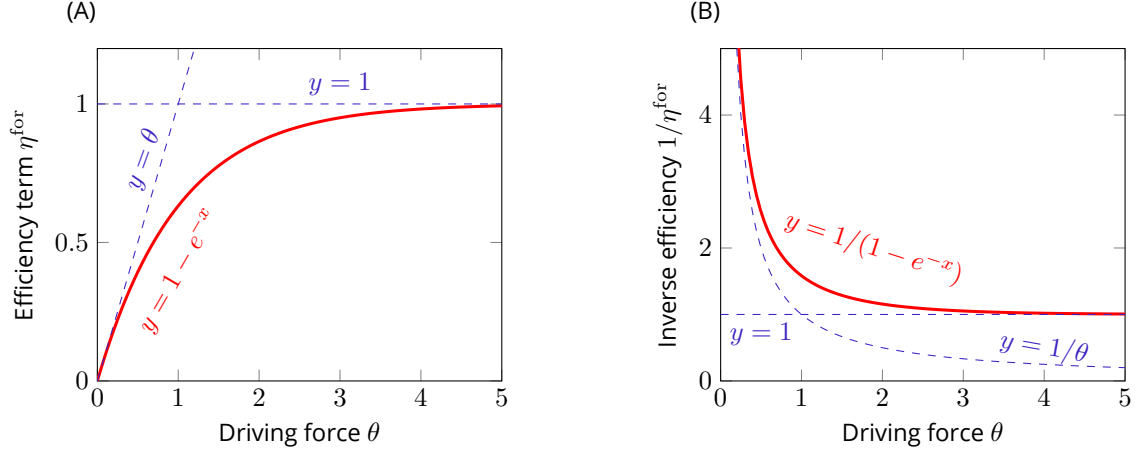 (A)
Efficiency term η^for
1
0.5
0
0 1 2 3 4 5
Driving force θ
y = 1
y = θ
y = 1 − e^−x
(B)
Inverse efficiency 1/η^for
4
2
0
0 1 2 3 4 5
Driving force θ
y = 1/(1 − e^−x)
y = 1
y = 1/θ